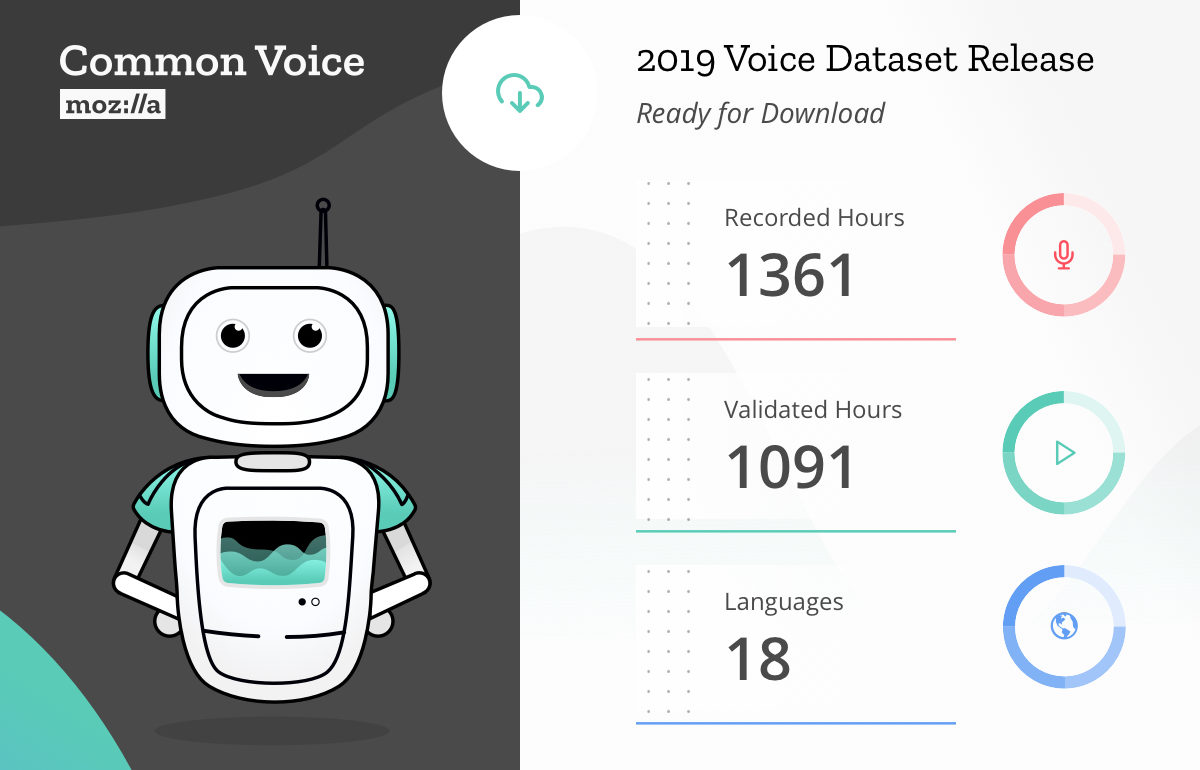 Common Voice
moz://a
2019 Voice Dataset Release
Ready for Download
Recorded Hours
1361
Validated Hours
1091
Languages
18